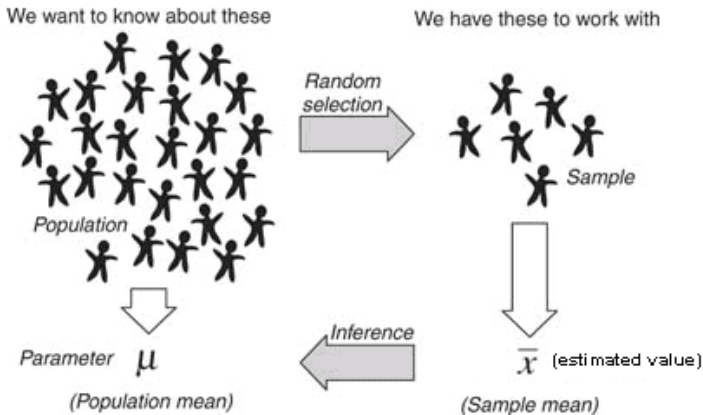 We want to know about these
We have these to work with
Random
selection
Sample
Population
Inference
Parameter μ
x̅ (estimated value)
(Population mean)
(Sample mean)